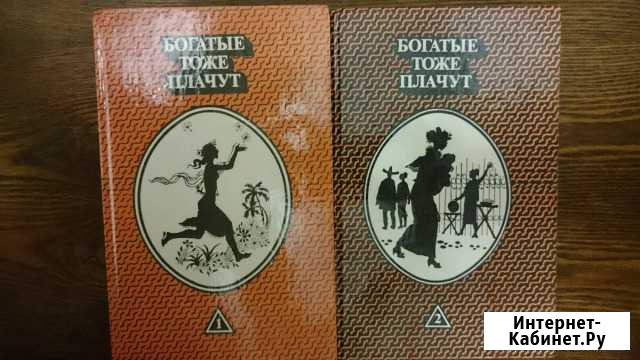 БОГАТЫЕ
ТОЖЕ
ПЛАЧУТ
1
БОГАТЫЕ
ТОЖЕ
ПЛАЧУТ
2
Интернет-
Кабинет.Ру